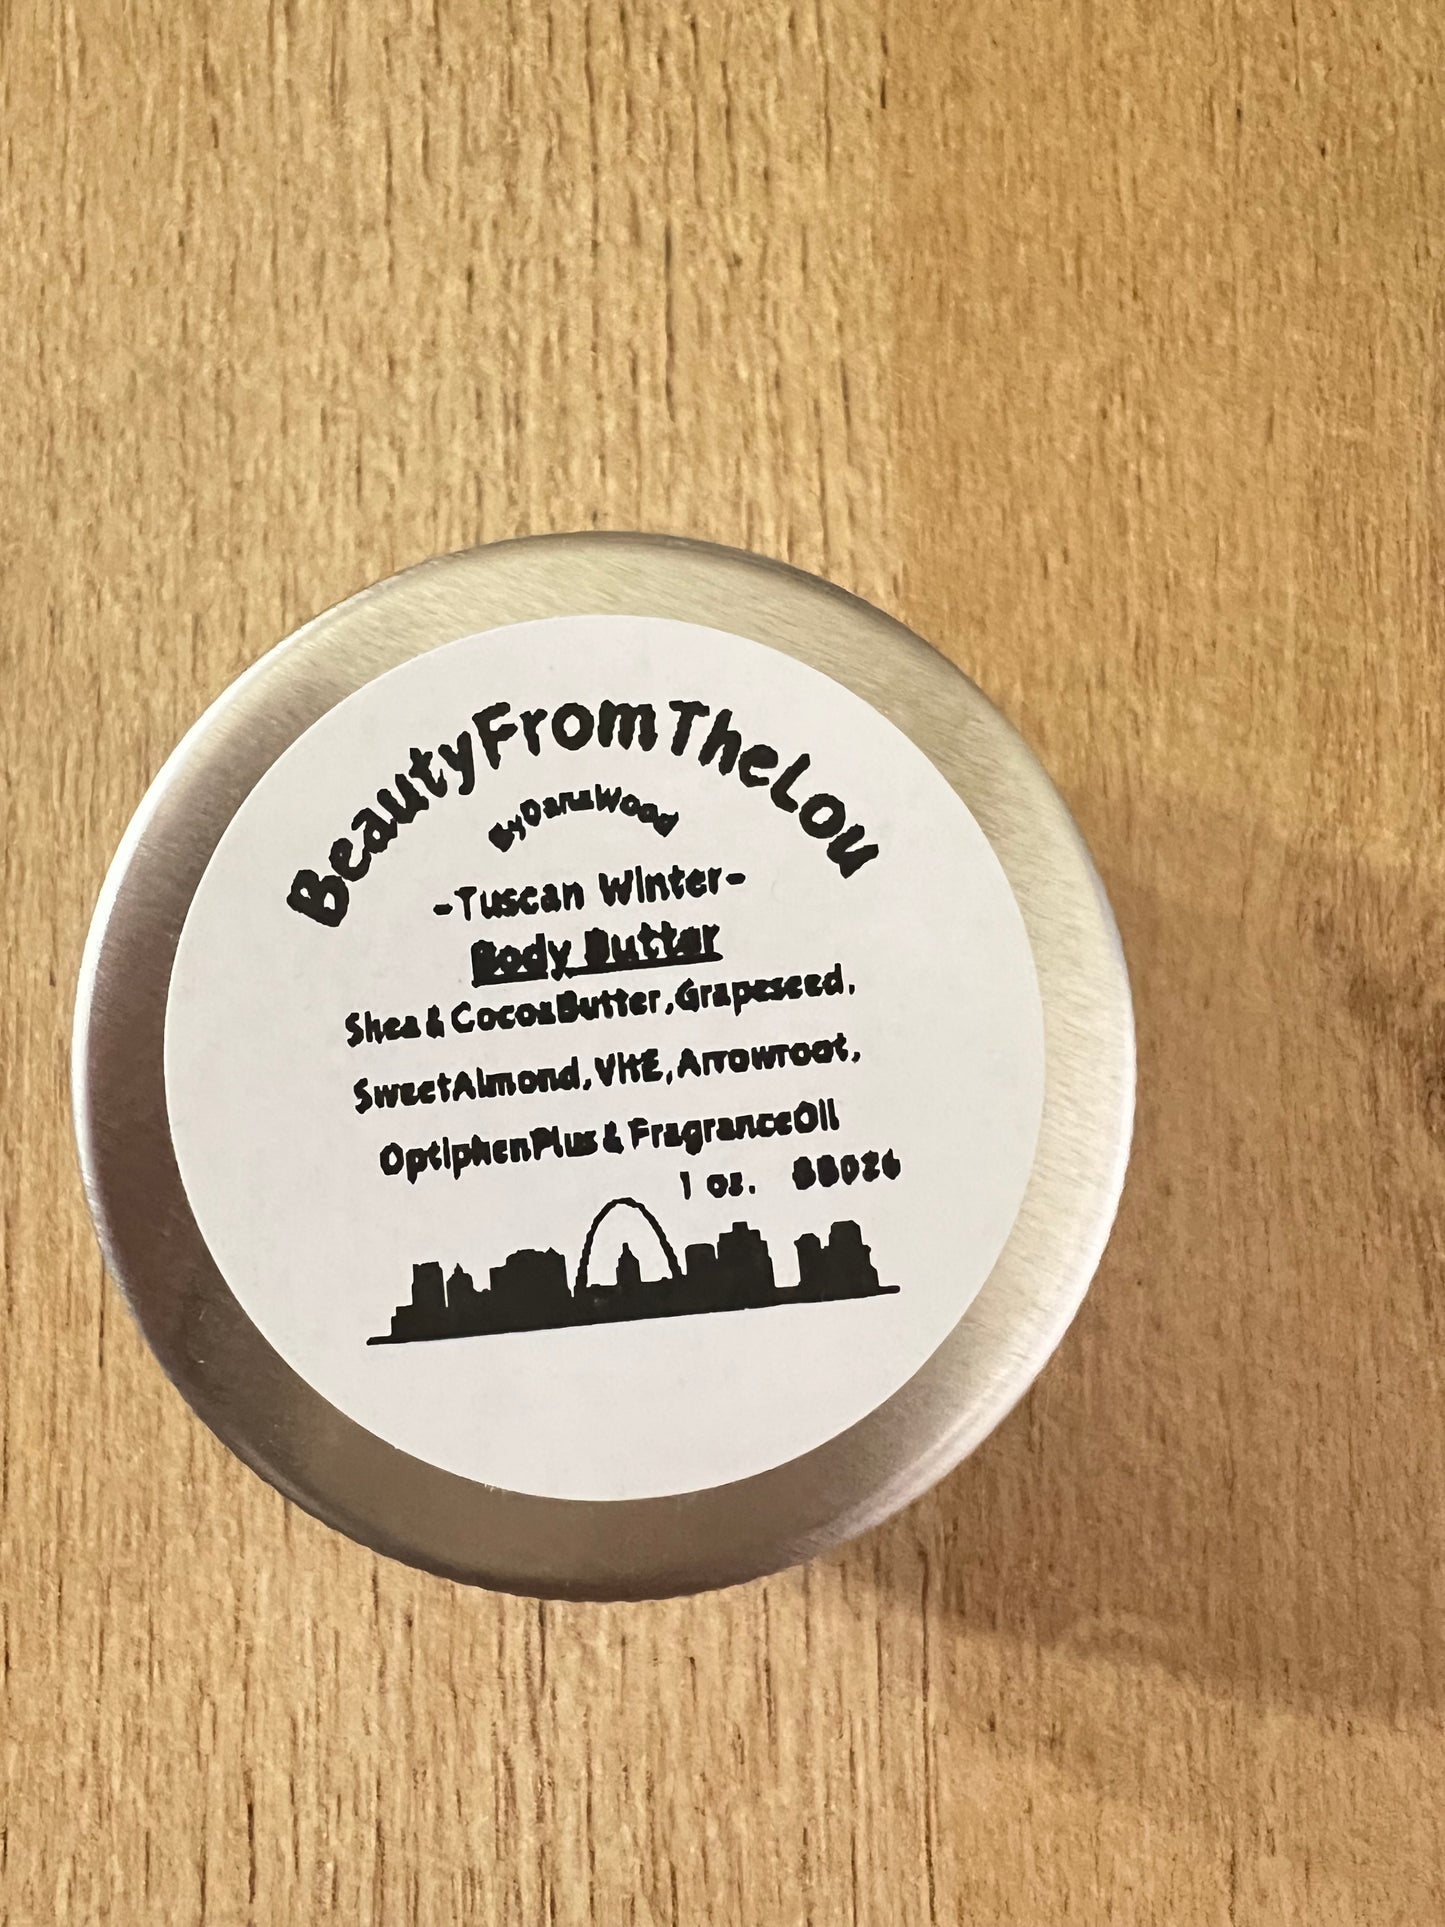 BeautyFromTheLou
ByDanaWood
-Tuscan Winter-
Body Butter
Shea & CocoaButter,Grapeseed,
SweetAlmond,VitE,Arrowroot,
OptiphenPlus & FragranceOil
1 oz.